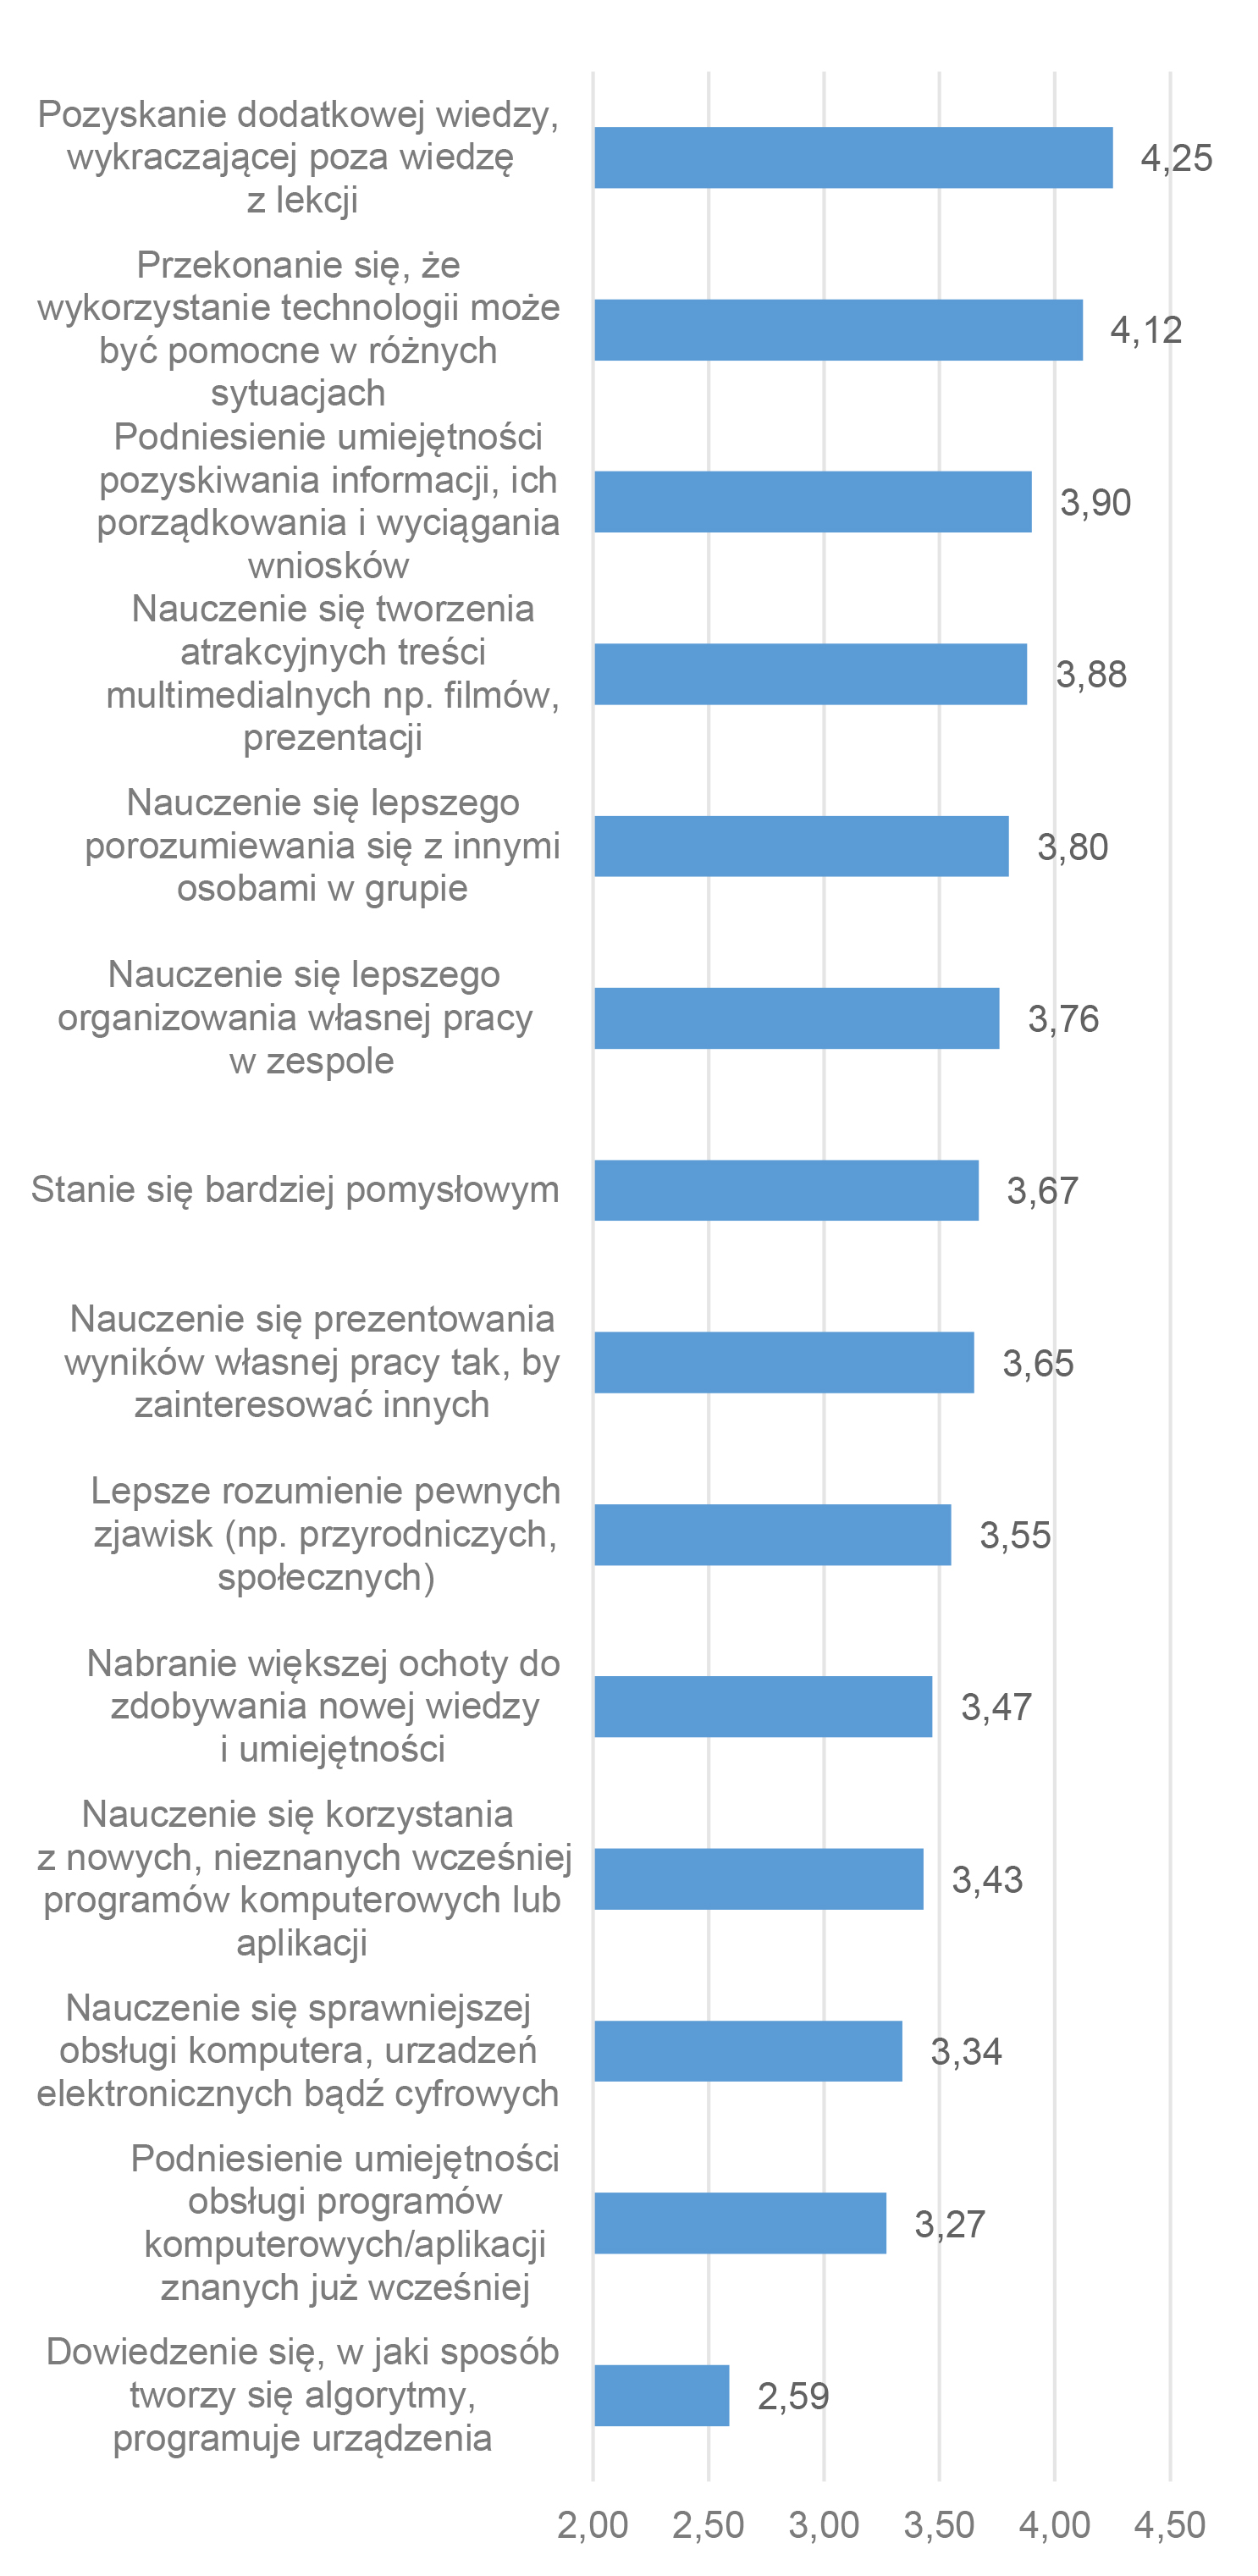 Pozyskanie dodatkowej wiedzy,
wykraczającej poza wiedzę
z lekcji
4,25
Przekonanie się, że
wykorzystanie technologii może
być pomocne w różnych
sytuacjach
4,12
Podniesienie umiejętności
pozyskiwania informacji, ich
porządkowania i wyciągania
wniosków
3,90
Nauczenie się tworzenia
atrakcyjnych treści
multimedialnych np. filmów,
prezentacji
3,88
Nauczenie się lepszego
porozumiewania się z innymi
osobami w grupie
3,80
Nauczenie się lepszego
organizowania własnej pracy
w zespole
3,76
Stanie się bardziej pomysłowym
3,67
Nauczenie się prezentowania
wyników własnej pracy tak, by
zainteresować innych
3,65
Lepsze rozumienie pewnych
zjawisk (np. przyrodniczych,
społecznych)
3,55
Nabranie większej ochoty do
zdobywania nowej wiedzy
i umiejętności
3,47
Nauczenie się korzystania
z nowych, nieznanych wcześniej
programów komputerowych lub
aplikacji
3,43
Nauczenie się sprawniejszej
obsługi komputera, urzadzeń
elektronicznych bądź cyfrowych
3,34
Podniesienie umiejętności
obsługi programów
komputerowych/aplikacji
znanych już wcześniej
3,27
Dowiedzenie się, w jaki sposób
tworzy się algorytmy,
programuje urządzenia
2,59
2,00 2,50 3,00 3,50 4,00 4,50